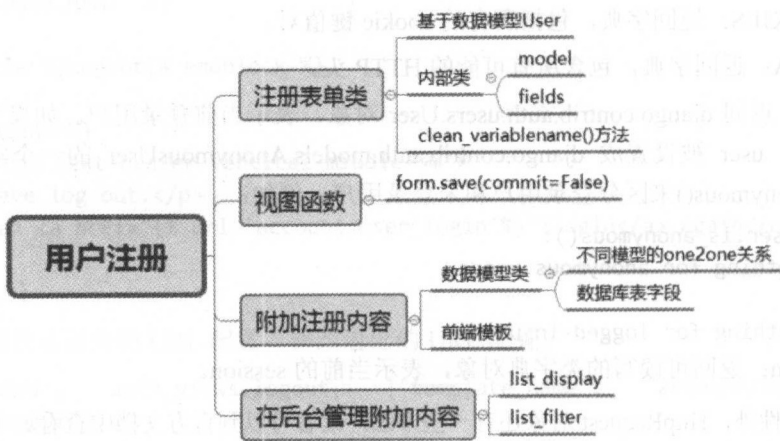 基于数据模型User
内部类
model
fields
clean_variablename()方法
注册表单类
form.save(commit=False)
视图函数
用户注册
附加注册内容
数据模型类
不同模型的one2one关系
数据库表字段
前端模板
在后台管理附加内容
list_display
list_filter